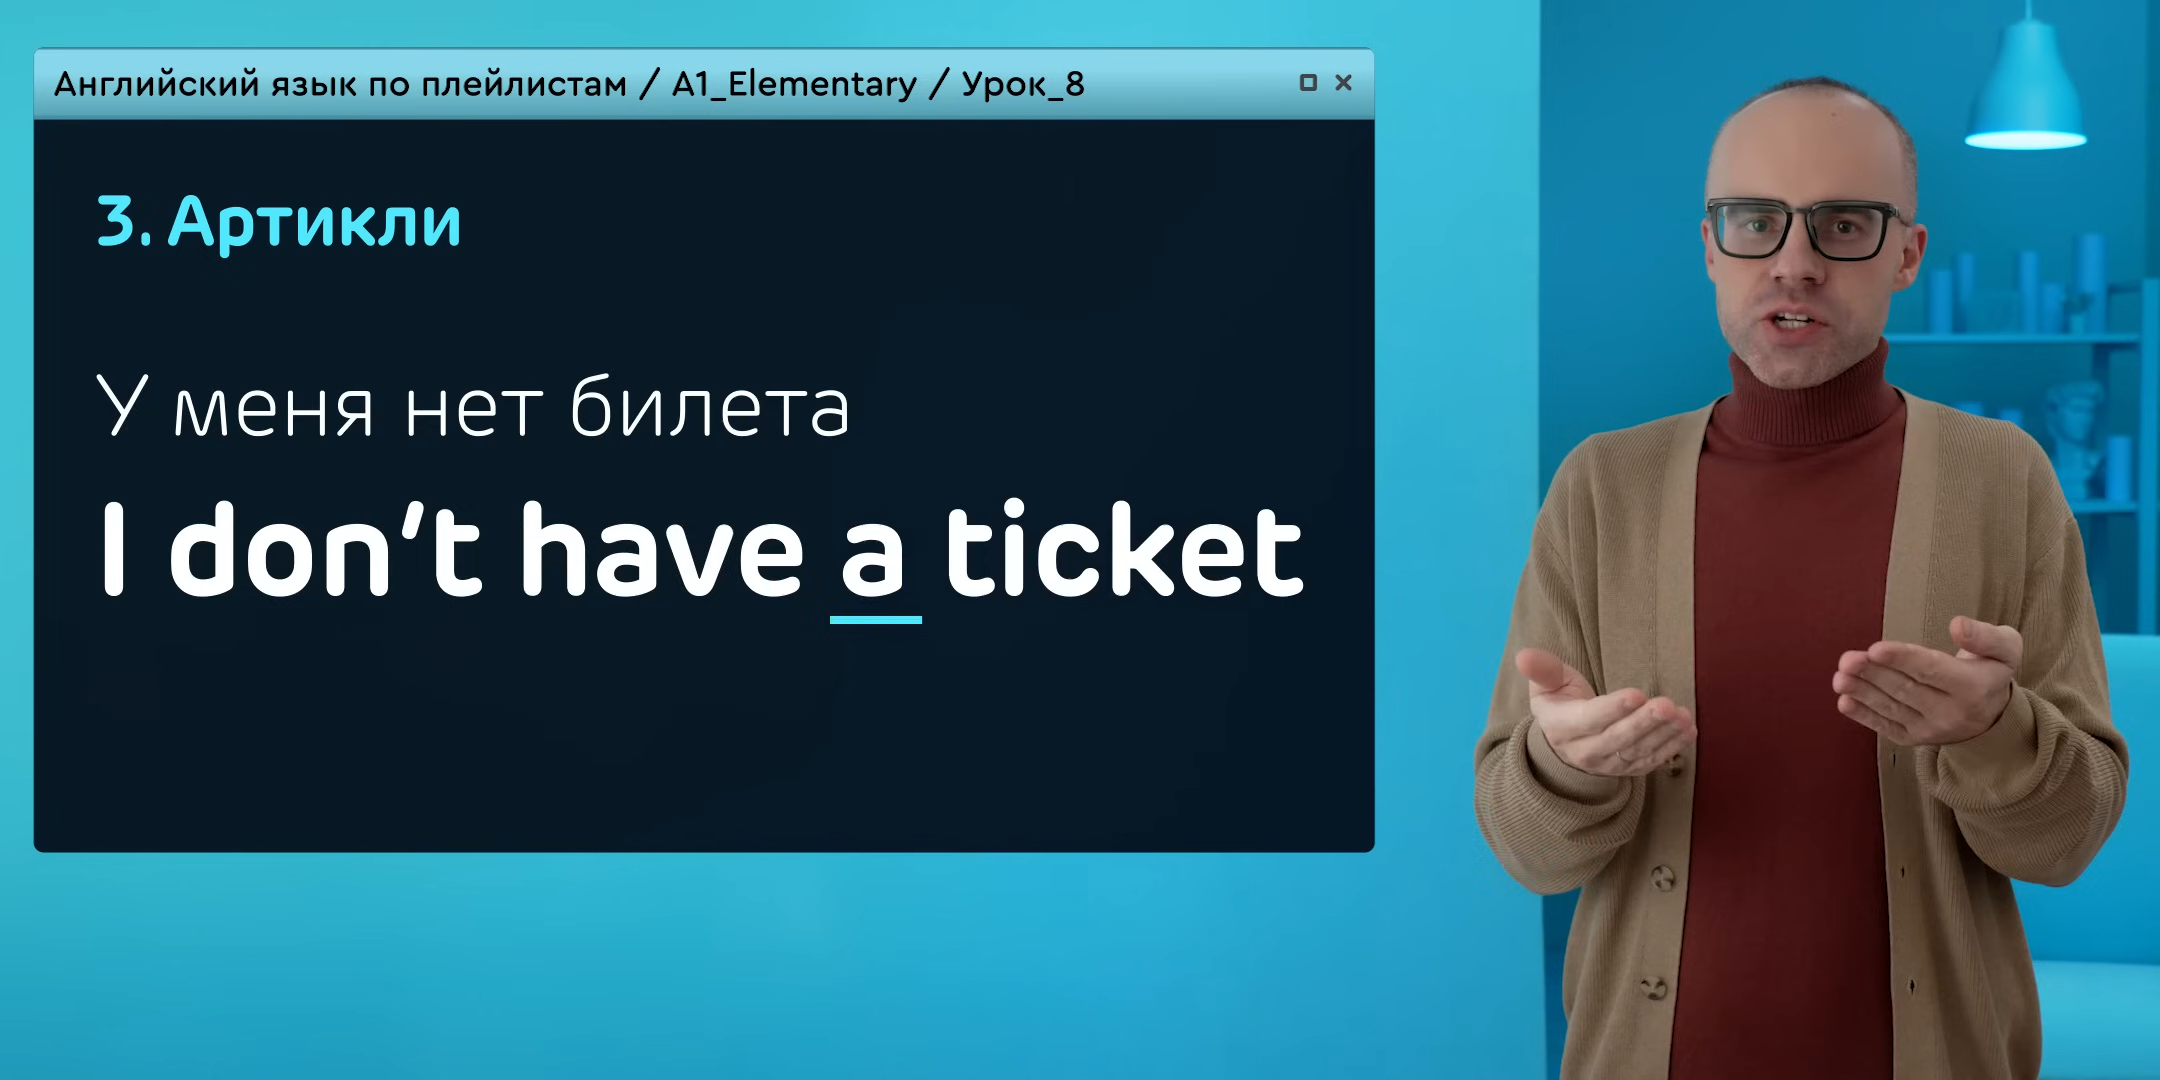 Английский язык по плейлистам / A1_Elementary / Урок_8
3. Артикли
У меня нет билета
I don’t have a ticket